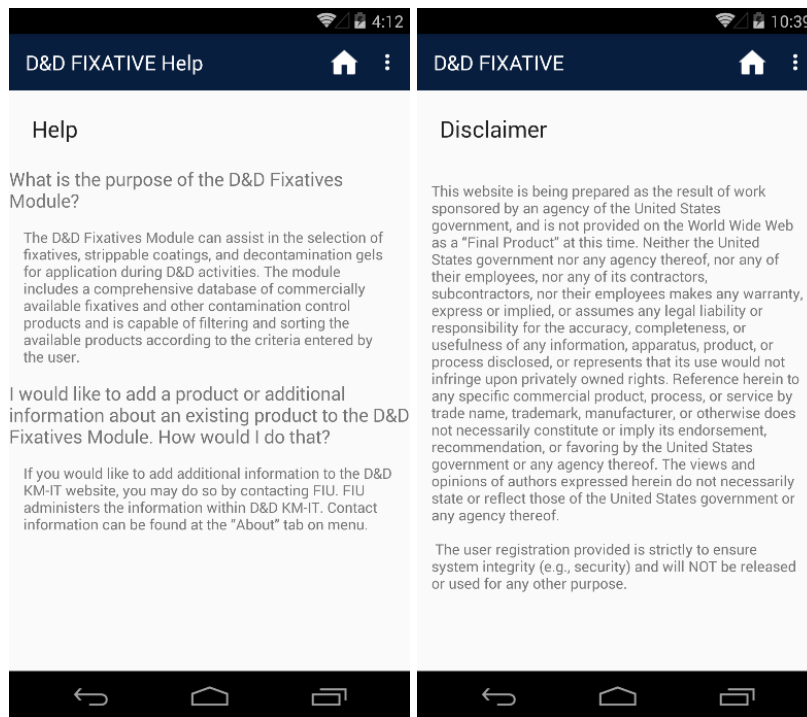 4:12
D&D FIXATIVE Help
Help
What is the purpose of the D&D Fixatives
Module?
The D&D Fixatives Module can assist in the selection of
fixatives, strippable coatings, and decontamination gels
for application during D&D activities. The module
includes a comprehensive database of commercially
available fixatives and other contamination control
products and is capable of filtering and sorting the
available products according to the criteria entered by
the user.
I would like to add a product or additional
information about an existing product to the D&D
Fixatives Module. How would I do that?
If you would like to add additional information to the D&D
KM-IT website, you may do so by contacting FIU. FIU
administers the information within D&D KM-IT. Contact
information can be found at the “About” tab on menu.
10:39
D&D FIXATIVE
Disclaimer
This website is being prepared as the result of work
sponsored by an agency of the United States
government, and is not provided on the World Wide Web
as a “Final Product” at this time. Neither the United
States government nor any agency thereof, nor any of
their employees, nor any of its contractors,
subcontractors, nor their employees makes any warranty,
express or implied, or assumes any legal liability or
responsibility for the accuracy, completeness, or
usefulness of any information, apparatus, product, or
process disclosed, or represents that its use would not
infringe upon privately owned rights. Reference herein to
any specific commercial product, process, or service by
trade name, trademark, manufacturer, or otherwise does
not necessarily constitute or imply its endorsement,
recommendation, or favoring by the United States
government or any agency thereof. The views and
opinions of authors expressed herein do not necessarily
state or reflect those of the United States government or
any agency thereof.
The user registration provided is strictly to ensure
system integrity (e.g., security) and will NOT be released
or used for any other purpose.